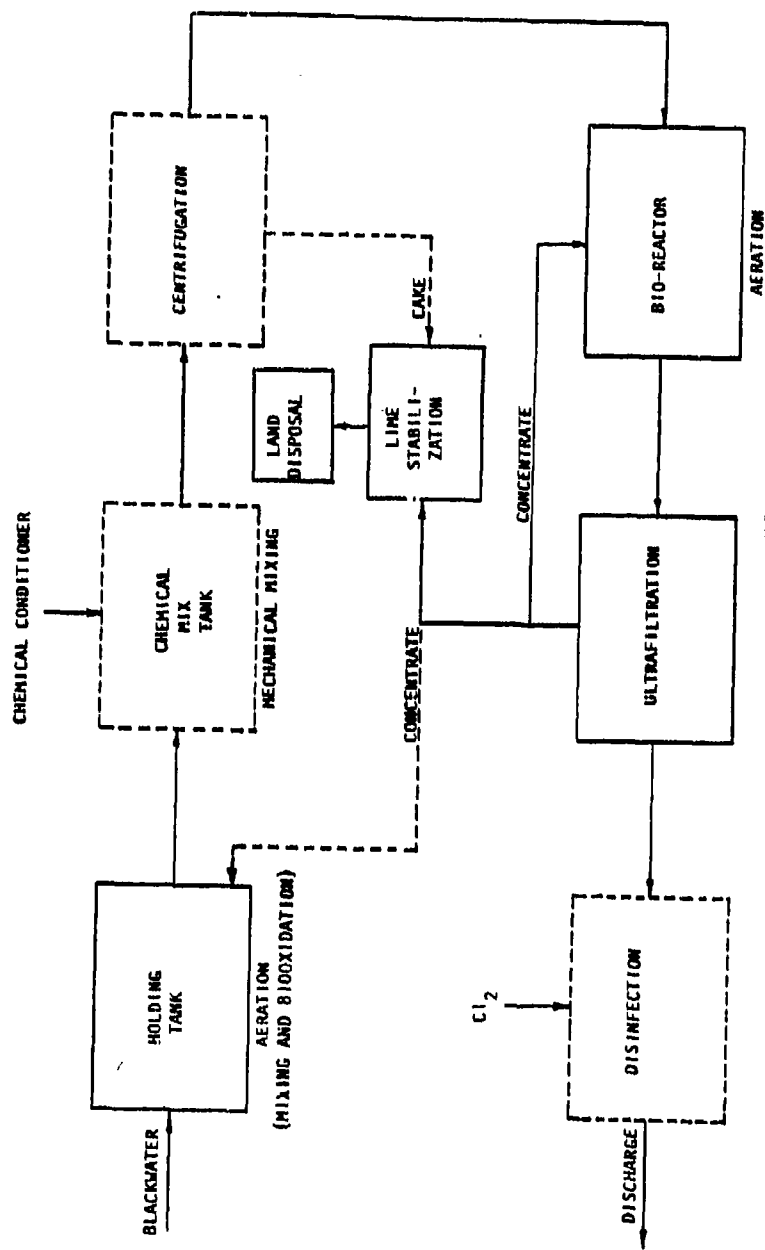 BLACKWATER
HOLDING
TANK
AERATION
(MIXING AND BIOOXIDATION)
CHEMICAL CONDITIONER
CHEMICAL
MIX
TANK
MECHANICAL MIXING
CENTRIFUGATION
CAKE
LAND
DISPOSAL
LIME
STABILI-
ZATION
CONCENTRATE
CONCENTRATE
BIO-REACTOR
AERATION
ULTRAFILTRATION
Cl2
DISINFECTION
DISCHARGE